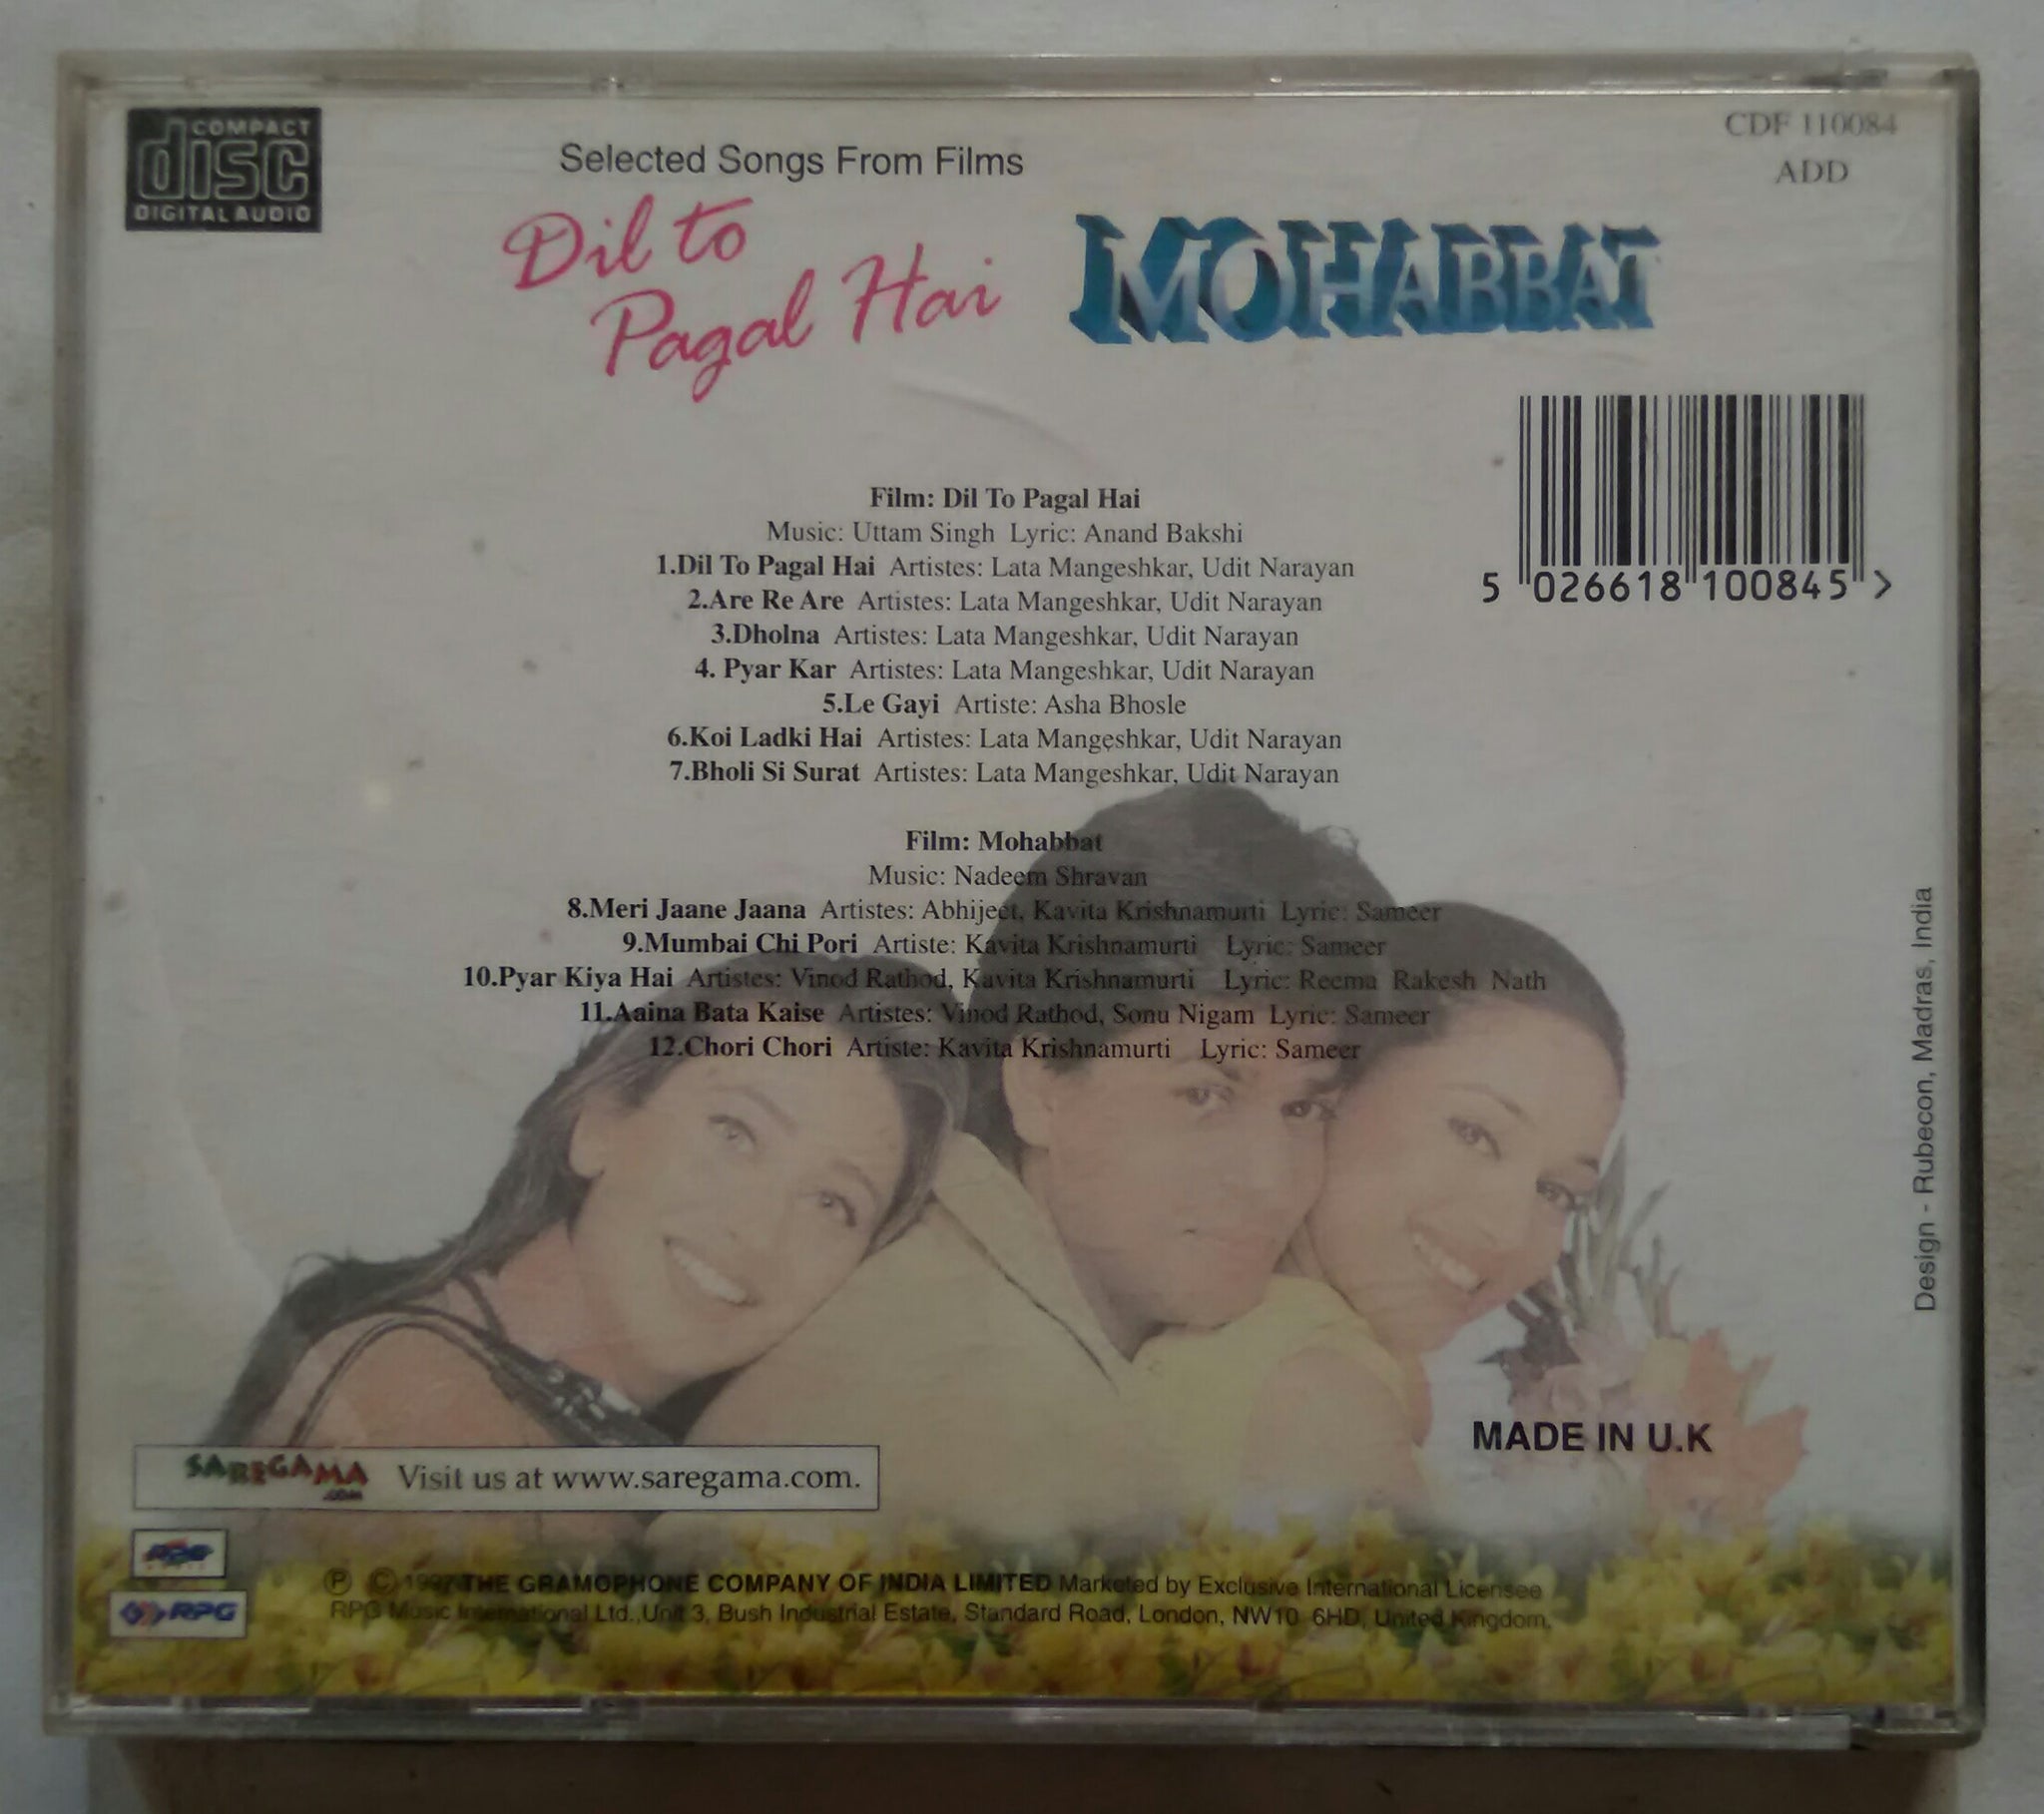 COMPACT
disc
DIGITAL AUDIO
CDF 110084
ADD
Selected Songs From Films
Dil to
Pagal Hai
MOHABBAT
5 026618 100845 >
Film: Dil To Pagal Hai
Music: Uttam Singh Lyric: Anand Bakshi
1.Dil To Pagal Hai Artistes: Lata Mangeshkar, Udit Narayan
2.Are Re Are Artistes: Lata Mangeshkar, Udit Narayan
3.Dholna Artistes: Lata Mangeshkar, Udit Narayan
4. Pyar Kar Artistes: Lata Mangeshkar, Udit Narayan
5.Le Gayi Artiste: Asha Bhosle
6.Koi Ladki Hai Artistes: Lata Mangeshkar, Udit Narayan
7.Bholi Si Surat Artistes: Lata Mangeshkar, Udit Narayan
Film: Mohabbat
Music: Nadeem Shravan
8.Meri Jaane Jaana Artistes: Abhijeet, Kavita Krishnamurti Lyric: Sameer
9.Mumbai Chi Pori Artiste: Kavita Krishnamurti Lyric: Sameer
10.Pyar Kiya Hai Artistes: Vinod Rathod, Kavita Krishnamurti Lyric: Reema Rakesh Nath
11.Aaina Bata Kaise Artistes: Vinod Rathod, Sonu Nigam Lyric: Sameer
12.Chori Chori Artiste: Kavita Krishnamurti Lyric: Sameer
Design - Rubecon, Madras, India
MADE IN U.K
SAREGAMA
.com
Visit us at www.saregama.com.
RPG
℗ © 1997 THE GRAMOPHONE COMPANY OF INDIA LIMITED Marketed by Exclusive International Licensee
RPG Music International Ltd.,Unit 3, Bush Industrial Estate, Standard Road, London, NW10 6HD, United Kingdom.